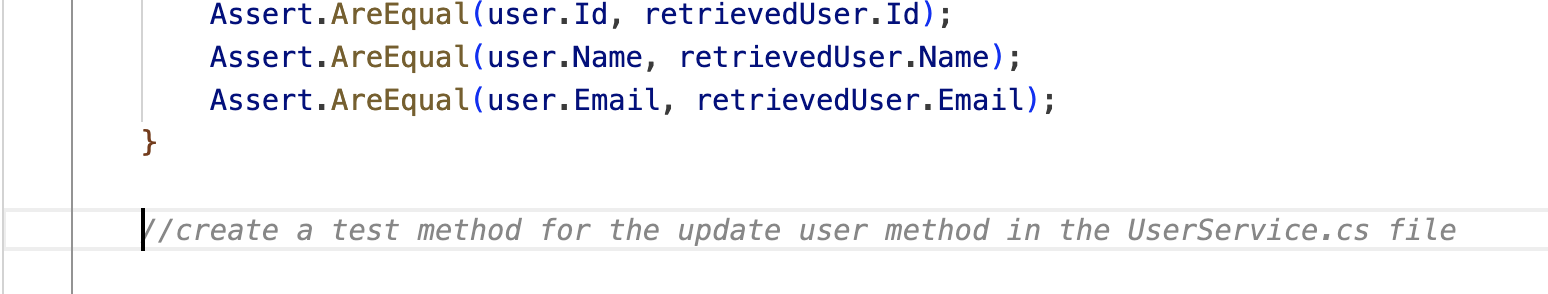 Assert.AreEqual(user.Id, retrievedUser.Id);
Assert.AreEqual(user.Name, retrievedUser.Name);
Assert.AreEqual(user.Email, retrievedUser.Email);
}
//create a test method for the update user method in the UserService.cs file